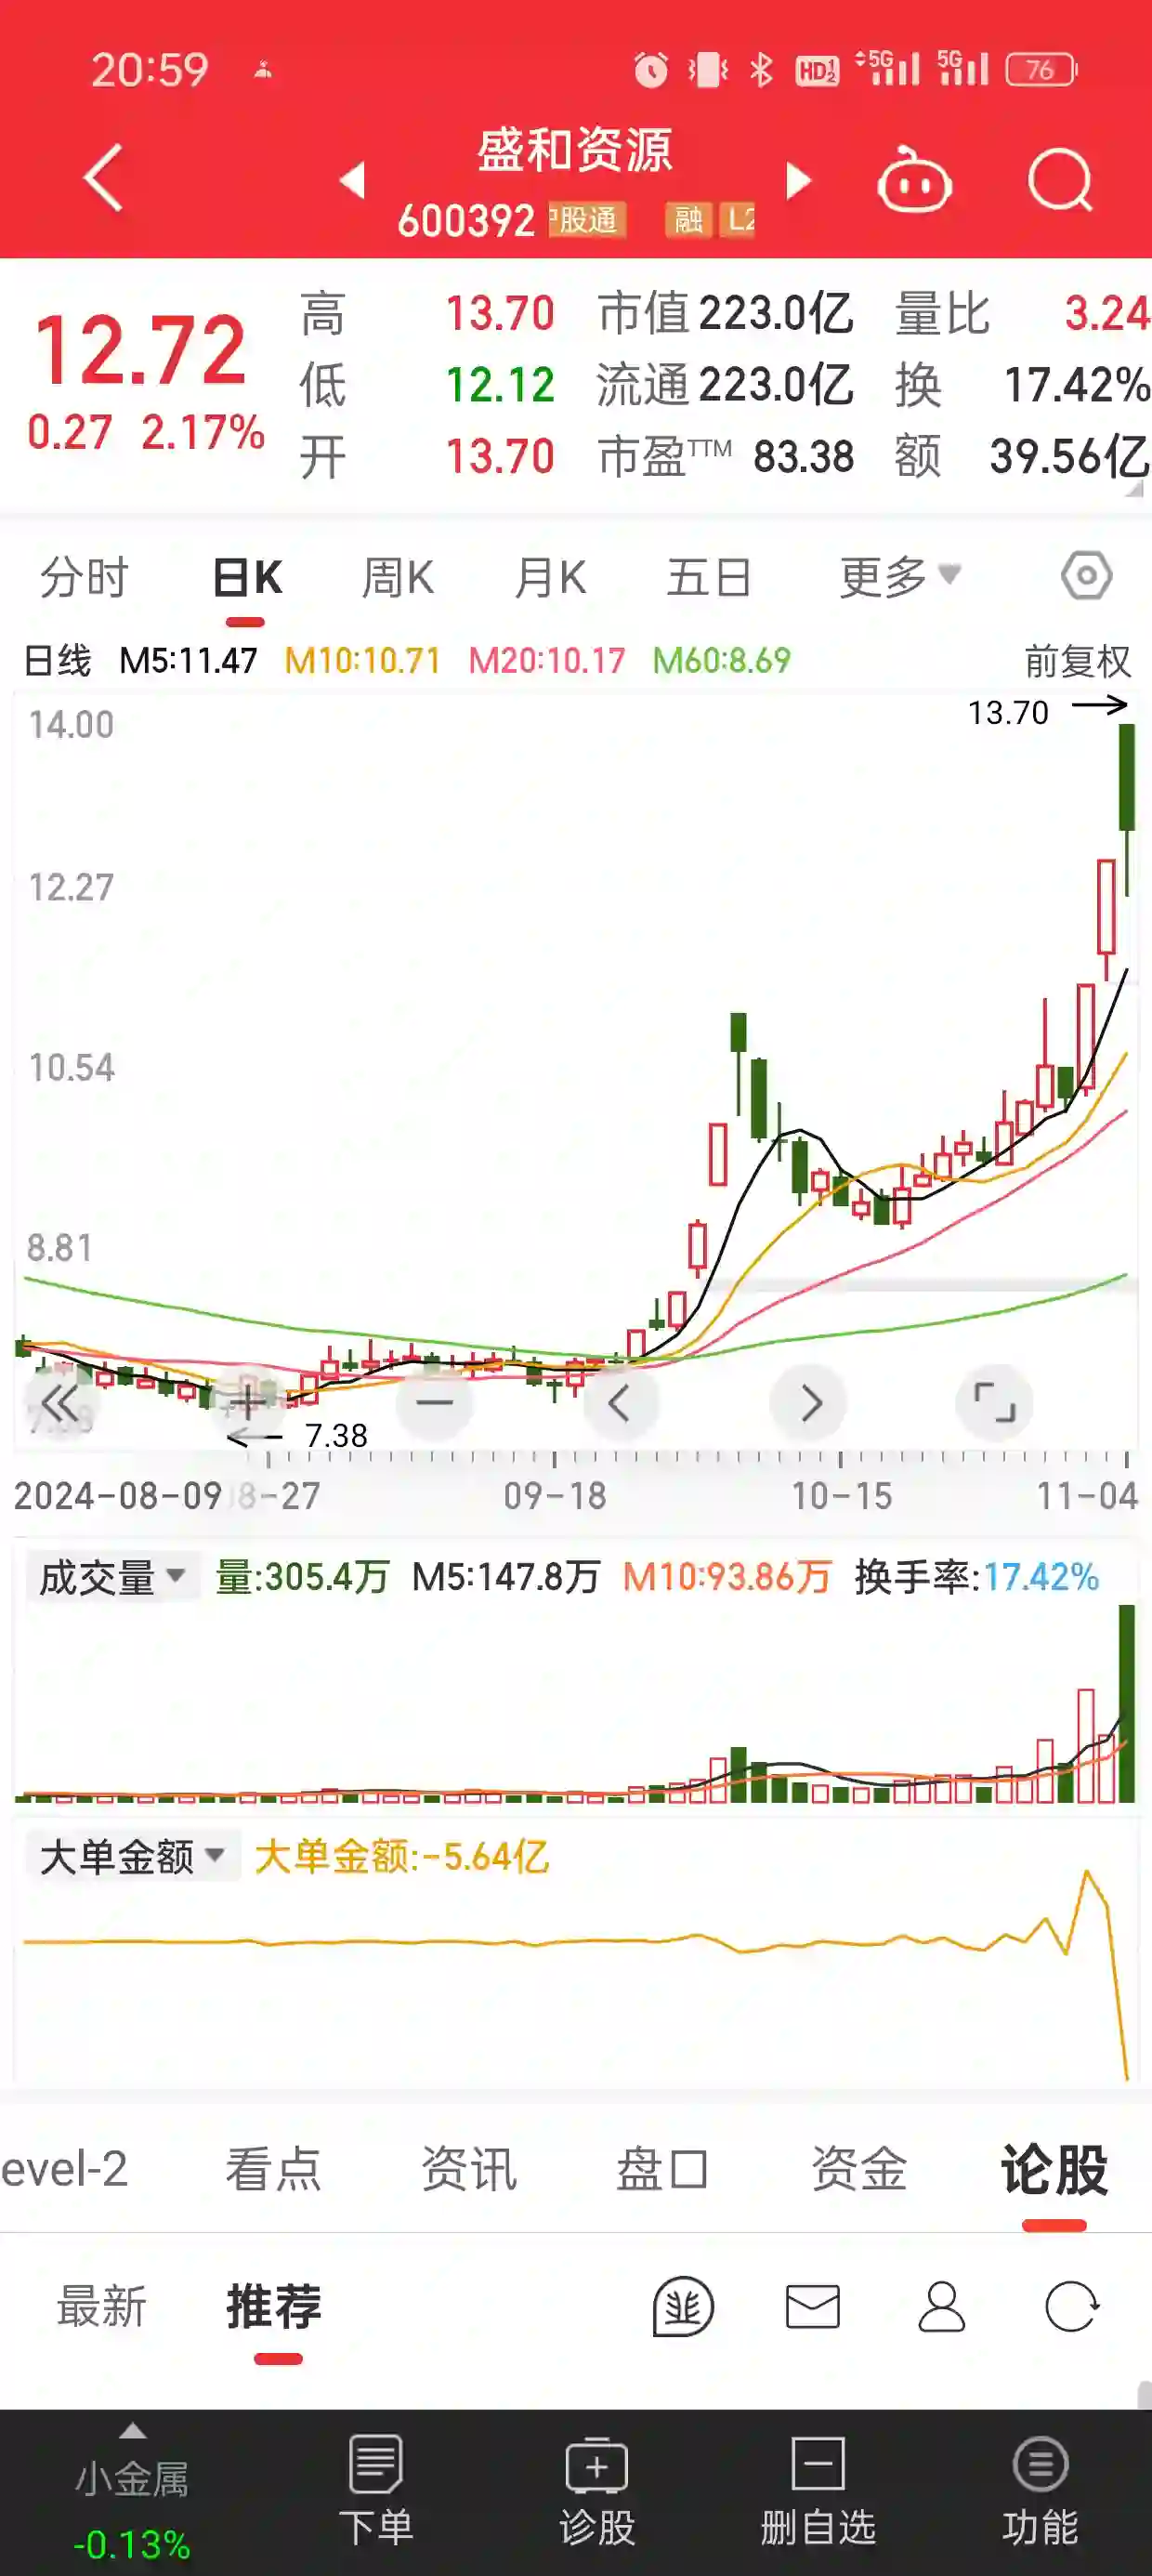 20:59 HD 5G 5G 76
盛和资源
600392 股通 融 L2
12.72
0.27 2.17%
高 13.70 市值 223.0亿 量比 3.24
低 12.12 流通 223.0亿 换 17.42%
开 13.70 市盈TTM 83.38 额 39.56亿
分时 日K 周K 月K 五日 更多
日线 M5:11.47 M10:10.71 M20:10.17 M60:8.69 前复权
14.00
13.70
12.27
10.54
8.81
7.38
2024-08-09 8-27 09-18 10-15 11-04
成交量 量:305.4万 M5:147.8万 M10:93.86万 换手率:17.42%
大单金额 大单金额:-5.64亿
evel-2 看点 资讯 盘口 资金 论股
最新 推荐
小金属 下单 诊股 删自选 功能
-0.13%